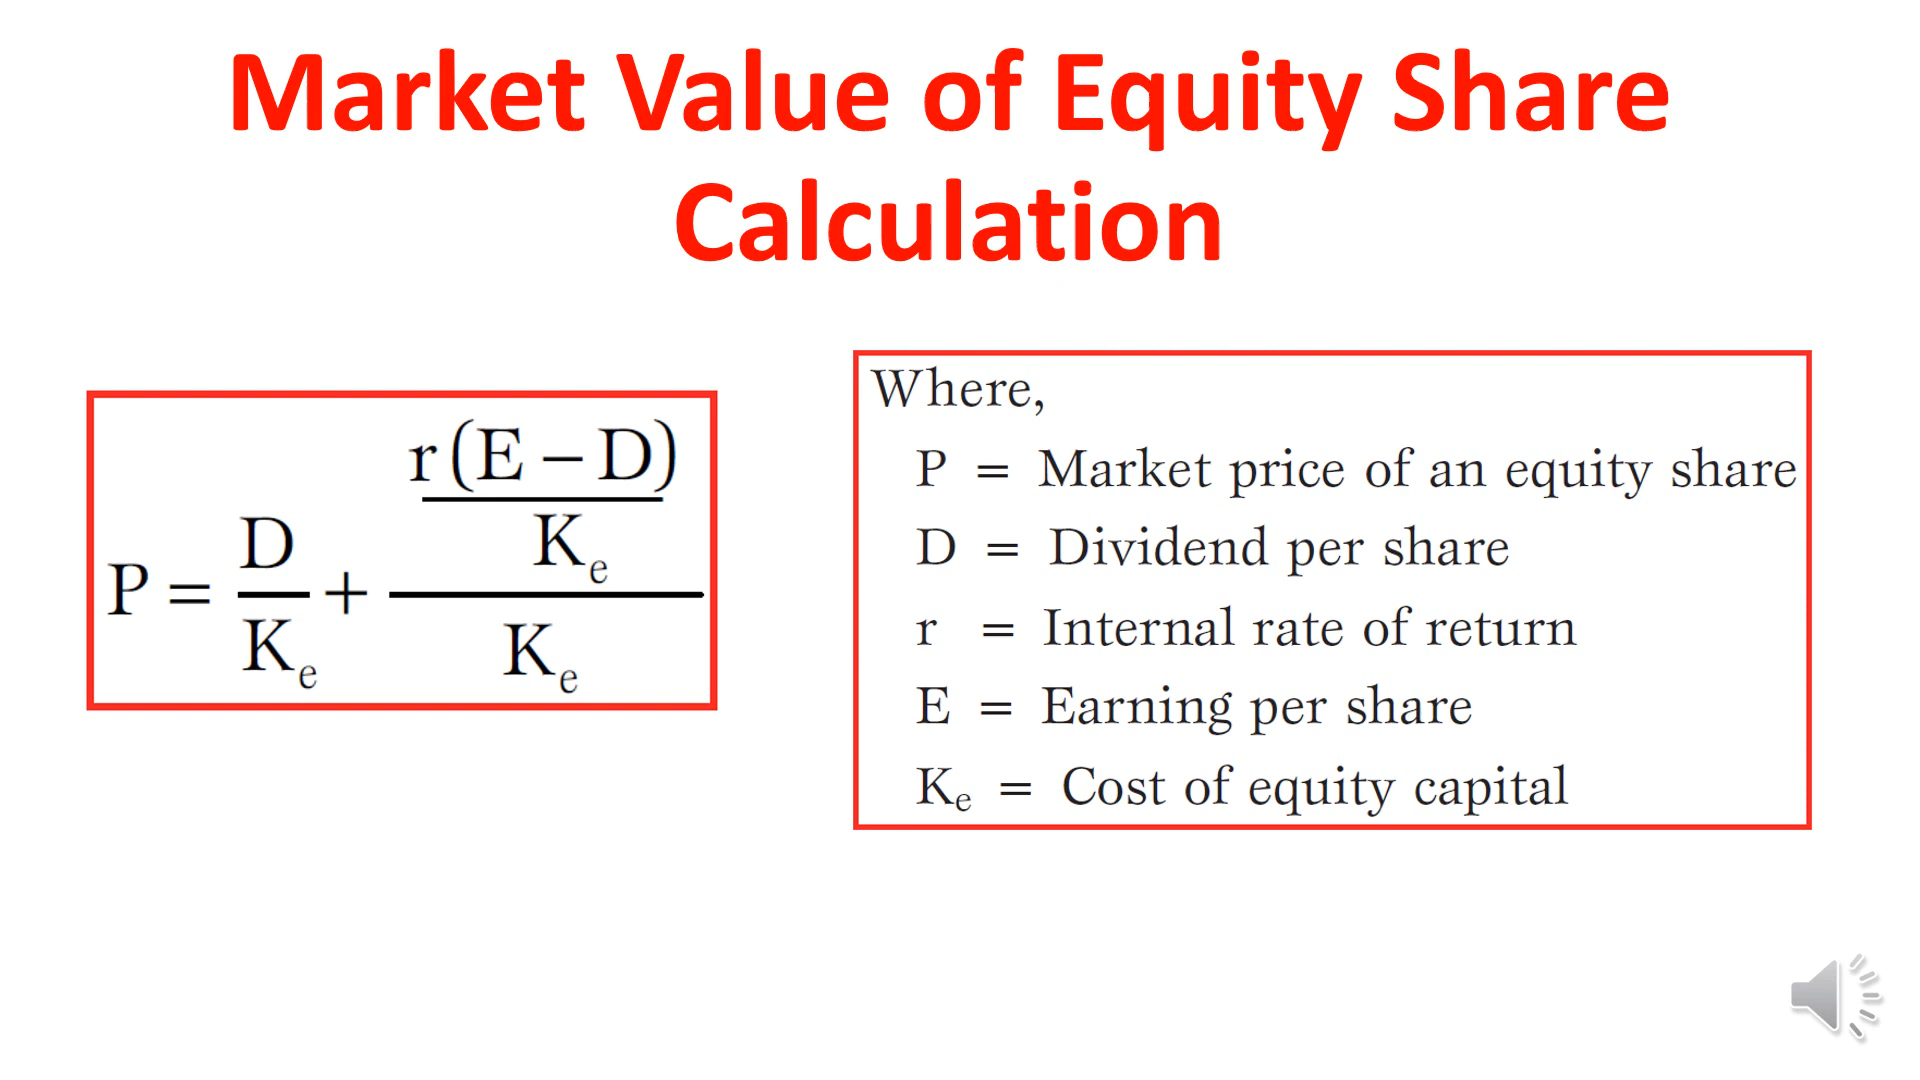 Market Value of Equity Share
Calculation
P = D/Kₑ + (r(E – D)/Kₑ)/Kₑ
Where,
P = Market price of an equity share
D = Dividend per share
r = Internal rate of return
E = Earning per share
Kₑ = Cost of equity capital